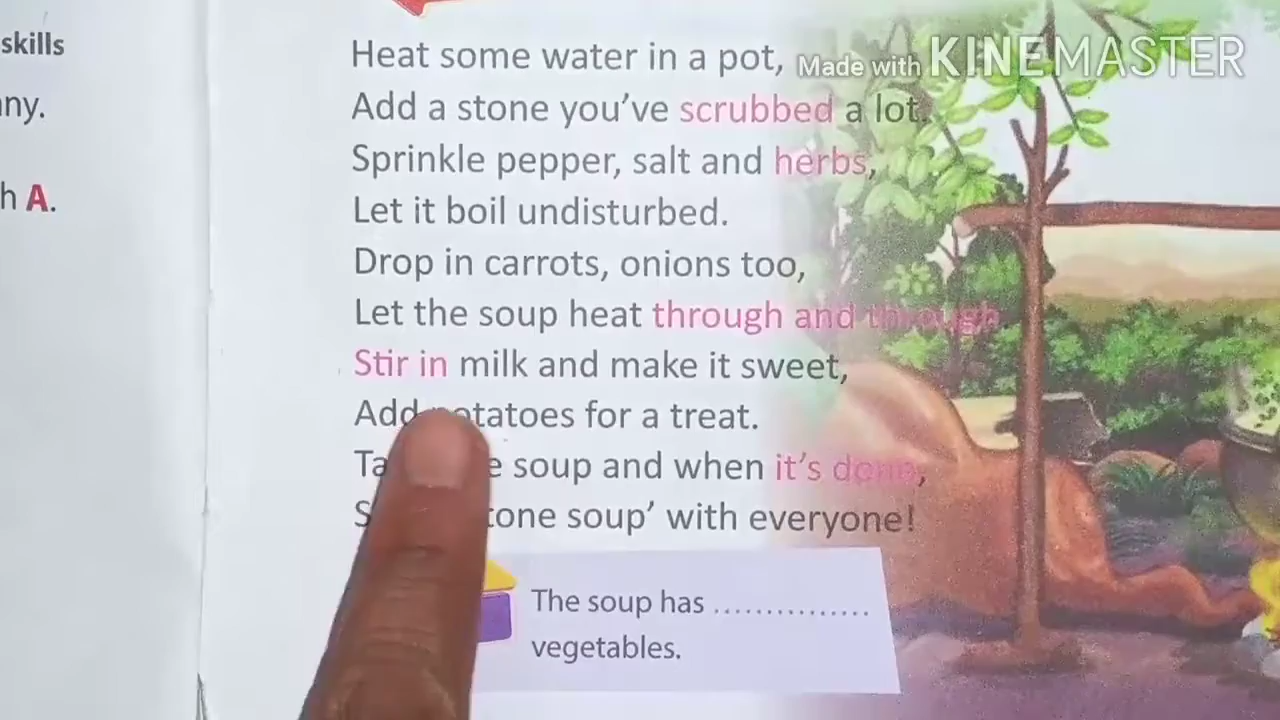 skills
ny.
h A.
Made with KINEMASTER
Heat some water in a pot,
Add a stone you've scrubbed a lot.
Sprinkle pepper, salt and herbs,
Let it boil undisturbed.
Drop in carrots, onions too,
Let the soup heat through and through
Stir in milk and make it sweet,
Add potatoes for a treat.
soup and when it's done,
soup' with everyone!
The soup has ...............
vegetables.